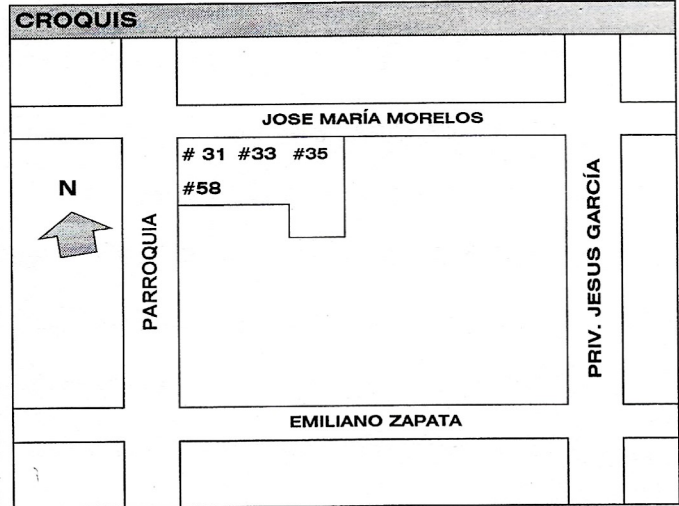 CROQUIS
JOSE MARÍA MORELOS
# 31 #33 #35
#58
N
PARROQUIA
PRIV. JESUS GARCÍA
EMILIANO ZAPATA